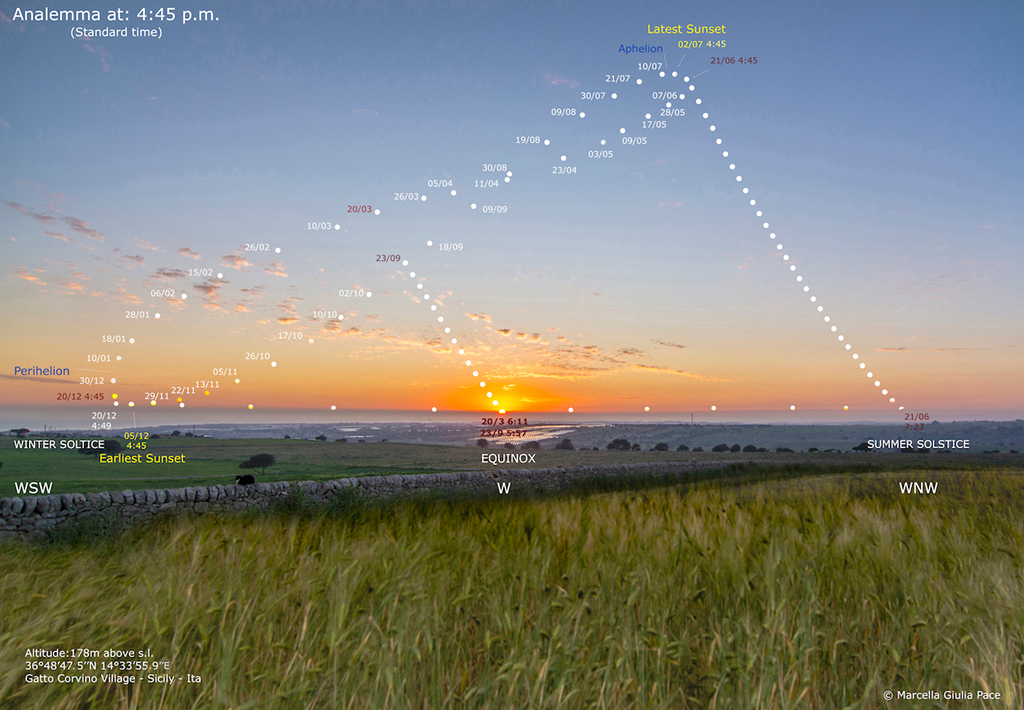 Analemma at: 4:45 p.m.
(Standard time)
Latest Sunset
02/07 4:45
Aphelion
21/06 4:45
10/07
21/07
30/07
07/06
28/05
09/08
17/05
09/05
19/08
03/05
23/04
30/08
11/04
05/04
26/03
09/09
20/03
10/03
18/09
26/02
23/09
15/02
06/02
02/10
28/01
10/10
17/10
18/01
26/10
10/01
Perihelion
05/11
30/12
13/11
22/11
29/11
20/12 4:45
20/12
4:49
05/12
4:45
Earliest Sunset
20/3 6:11
23/9 5:57
21/06
7:23
WINTER SOLTICE
EQUINOX
SUMMER SOLSTICE
WSW
W
WNW
Altitude:178m above s.l.
36°48’47.5’’N 14°33’55.9’’E
Gatto Corvino Village - Sicily - Ita
© Marcella Giulia Pace